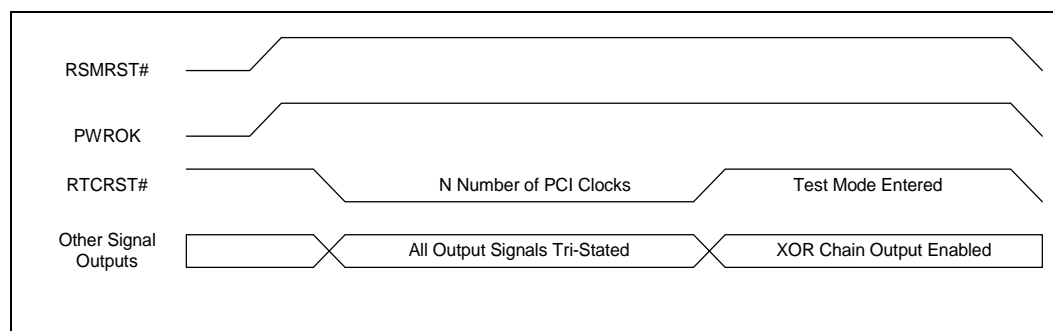 RSMRST#
PWROK
RTCRST#
N Number of PCI Clocks
Test Mode Entered
Other Signal
Outputs
All Output Signals Tri-Stated
XOR Chain Output Enabled